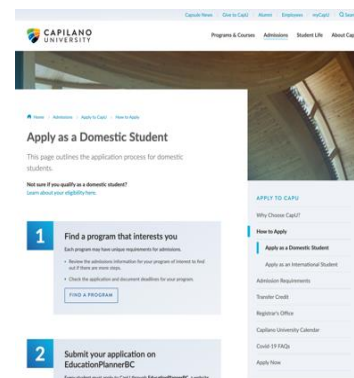 Capsule News Give to CapU Alumni Employees myCapU Sear
CAPILANO
UNIVERSITY
Programs & Courses Admissions Student Life About Cap
Home Admissions Apply to CapU How to Apply
Apply as a Domestic Student
This page outlines the application process for domestic
students.
Not sure if you qualify as a domestic student?
Learn about your eligibility here.
1
Find a program that interests you
Each program may have unique requirements for admissions.
• Review the admissions information for your program of interest to find
out if there are more steps.
• Check the application and document deadlines for your program.
FIND A PROGRAM
2
Submit your application on
EducationPlannerBC
APPLY TO CAPU
Why Choose CapU?
How to Apply
Apply as a Domestic Student
Apply as an International Student
Admission Requirements
Transfer Credit
Registrar's Office
Capilano University Calendar
Covid-19 FAQs
Apply Now